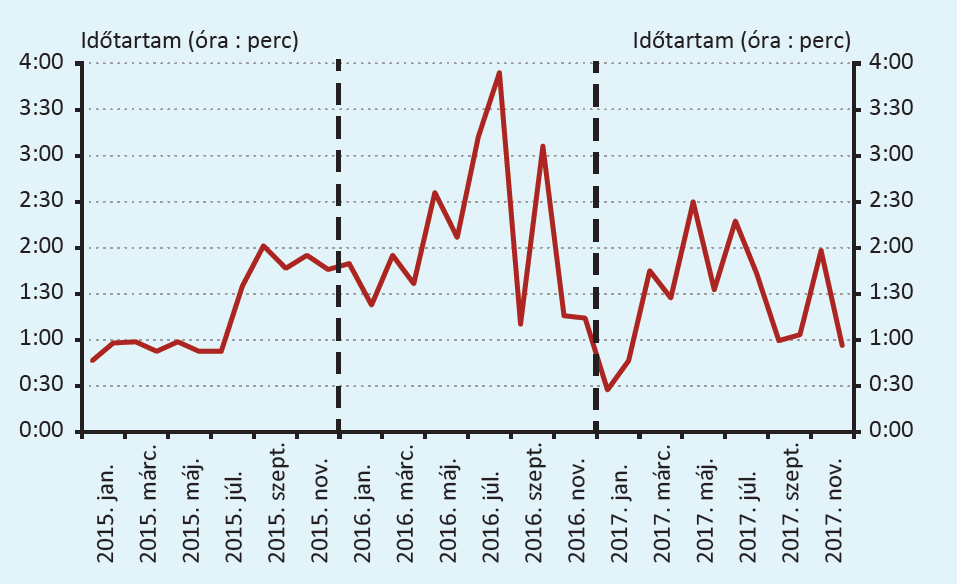 Időtartam (óra : perc) Időtartam (óra : perc)
4:00 4:00
3:30 3:30
3:00 3:00
2:30 2:30
2:00 2:00
1:30 1:30
1:00 1:00
0:30 0:30
0:00 0:00
2015. jan.
2015. márc.
2015. máj.
2015. júl.
2015. szept.
2015. nov.
2016. jan.
2016. márc.
2016. máj.
2016. júl.
2016. szept.
2016. nov.
2017. jan.
2017. márc.
2017. máj.
2017. júl.
2017. szept.
2017. nov.